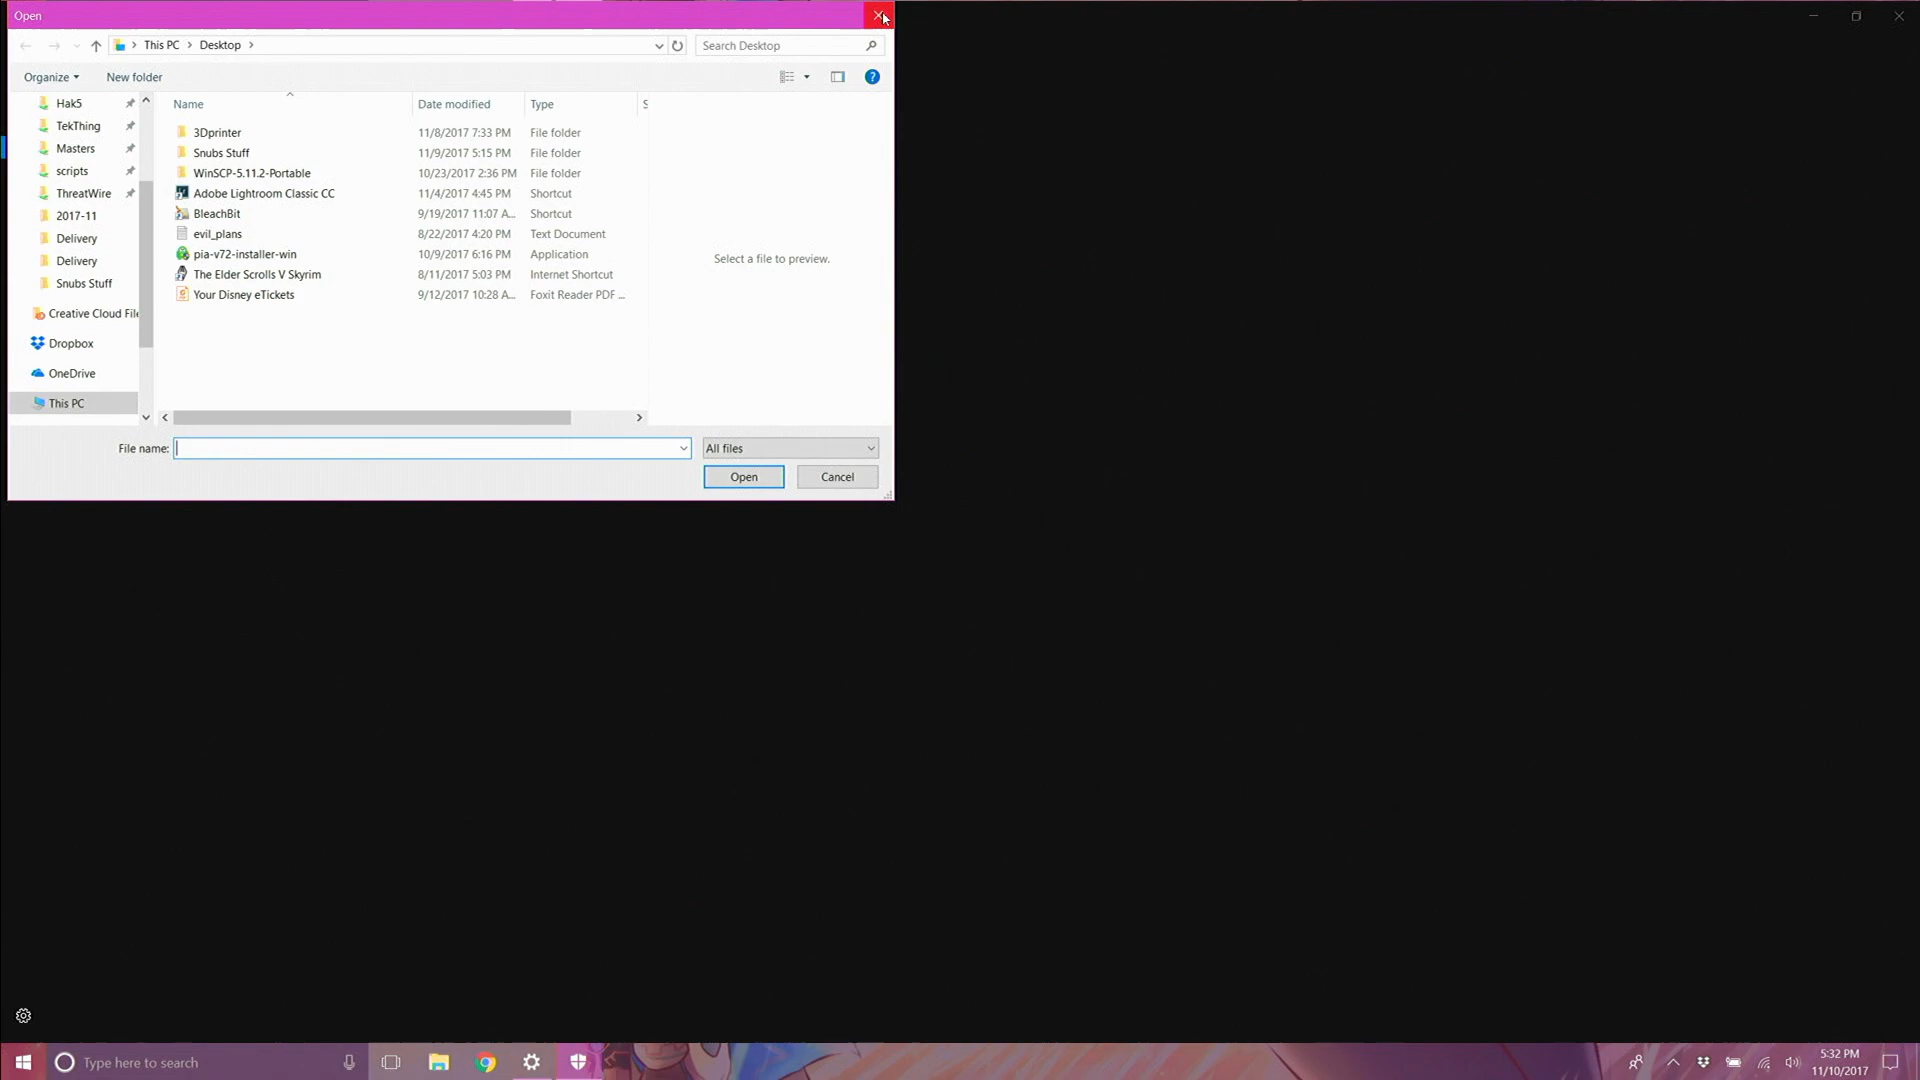 Open
This PC > Desktop >
Search Desktop
Organize
New folder
Hak5
TekThing
Masters
scripts
ThreatWire
2017-11
Delivery
Delivery
Snubs Stuff
Creative Cloud File
Dropbox
OneDrive
This PC
Name Date modified Type S
3Dprinter 11/8/2017 7:33 PM File folder
Snubs Stuff 11/9/2017 5:15 PM File folder
WinSCP-5.11.2-Portable 10/23/2017 2:36 PM File folder
Adobe Lightroom Classic CC 11/4/2017 4:45 PM Shortcut
BleachBit 9/19/2017 11:07 A... Shortcut
evil_plans 8/22/2017 4:20 PM Text Document
pia-v72-installer-win 10/9/2017 6:16 PM Application
The Elder Scrolls V Skyrim 8/11/2017 5:03 PM Internet Shortcut
Your Disney eTickets 9/12/2017 10:28 A... Foxit Reader PDF ...
Select a file to preview.
File name:
All files
Open
Cancel
Type here to search
5:32 PM
11/10/2017